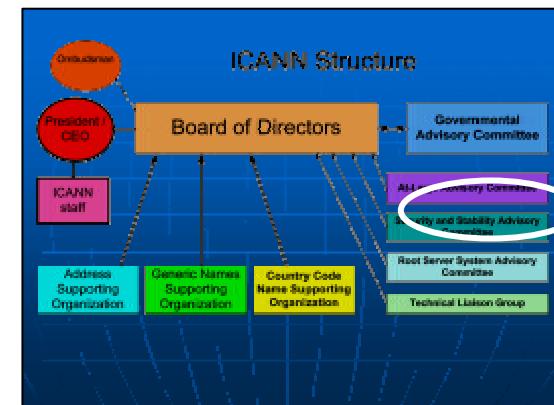 ICANN Structure
Ombudsman
President /
CEO
Board of Directors
Governmental
Advisory Committee
ICANN
staff
Advisory Committee
and Stability Advisory
Committee
Root Server System Advisory
Committee
Technical Liaison Group
Address
Supporting
Organization
Generic Names
Supporting
Organization
Country Code
Name Supporting
Organization